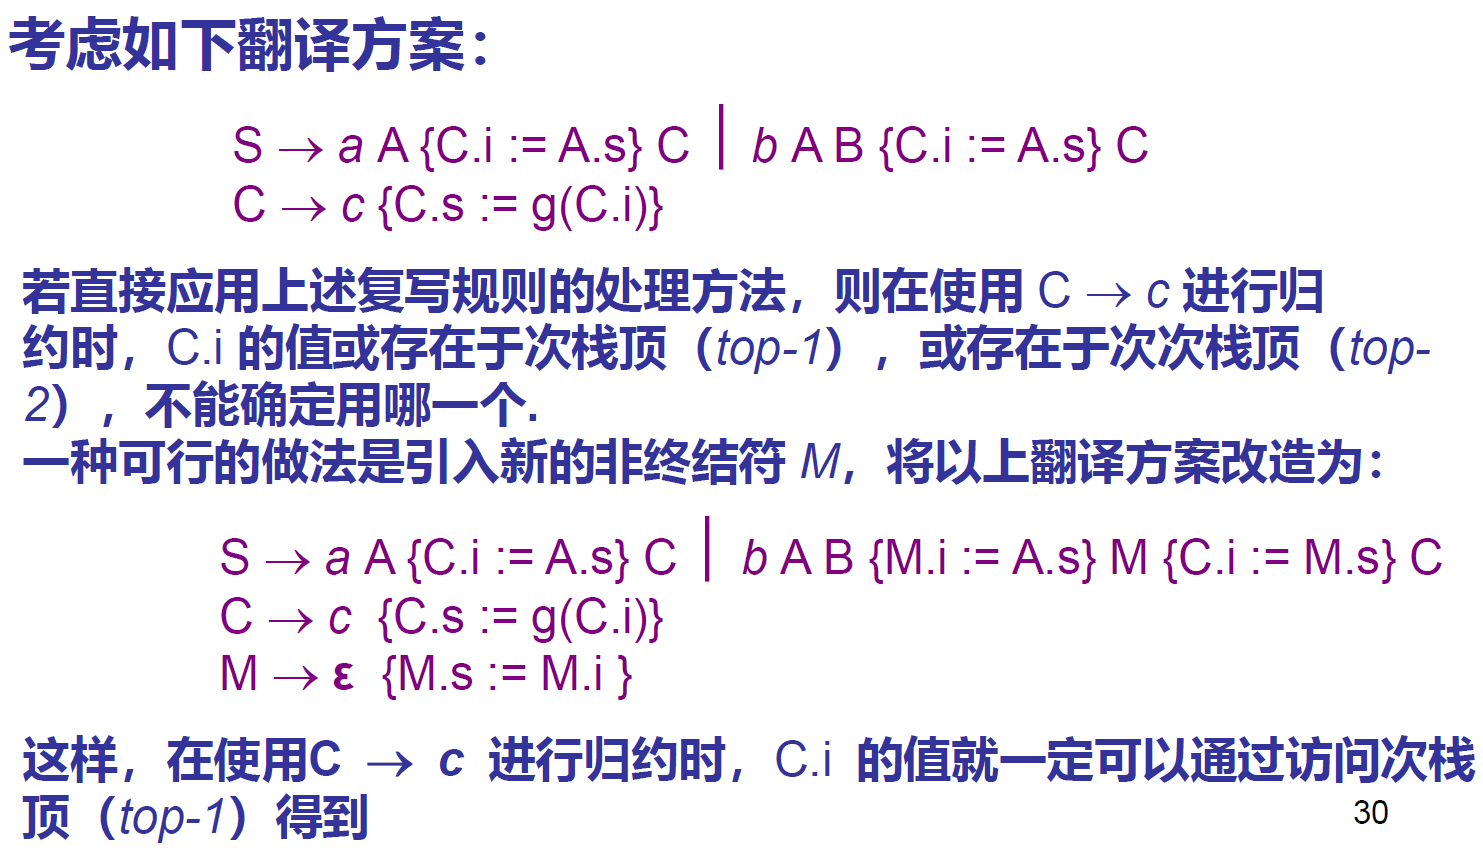 考虑如下翻译方案：
S → a A {C.i := A.s} C | b A B {C.i := A.s} C
C → c {C.s := g(C.i)}
若直接应用上述复写规则的处理方法，则在使用 C → c 进行归
约时，C.i 的值或存在于次栈顶（top-1），或存在于次次栈顶（top-
2），不能确定用哪一个.
一种可行的做法是引入新的非终结符 M，将以上翻译方案改造为：
S → a A {C.i := A.s} C | b A B {M.i := A.s} M {C.i := M.s} C
C → c {C.s := g(C.i)}
M → ε {M.s := M.i }
这样，在使用C → c 进行归约时，C.i 的值就一定可以通过访问次栈
顶（top-1）得到
30